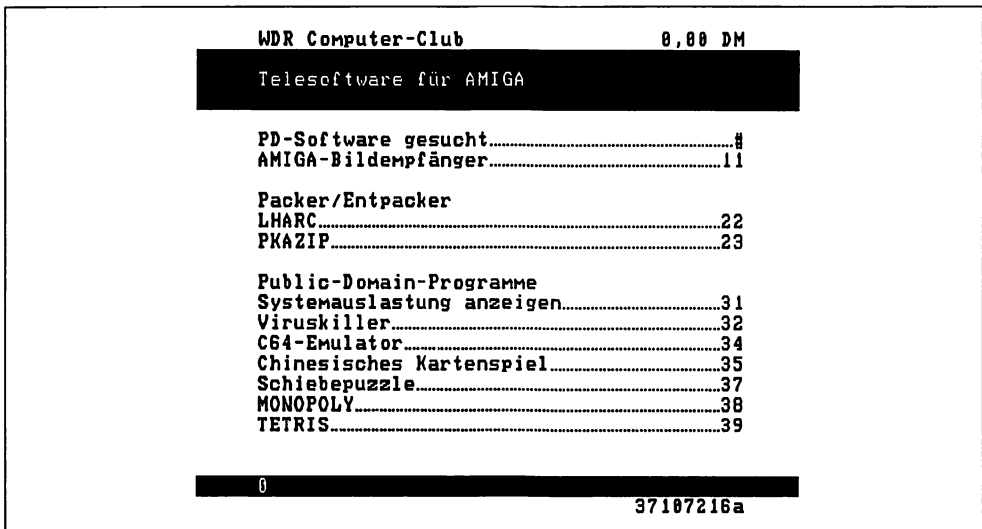 WDR Computer-Club 0,00 DM
Telesoftware für AMIGA
PD-Software gesucht.....#
AMIGA-Bildempfänger.....11
Packer/Entpacker
LHARC.....22
PKAZIP.....23
Public-Domain-Programme
Systemauslastung anzeigen.....31
Viruskiller.....32
C64-Emulator.....34
Chinesisches Kartenspiel.....35
Schiebepuzzle.....37
MONOPOLY.....38
TETRIS.....39
0
37107216a